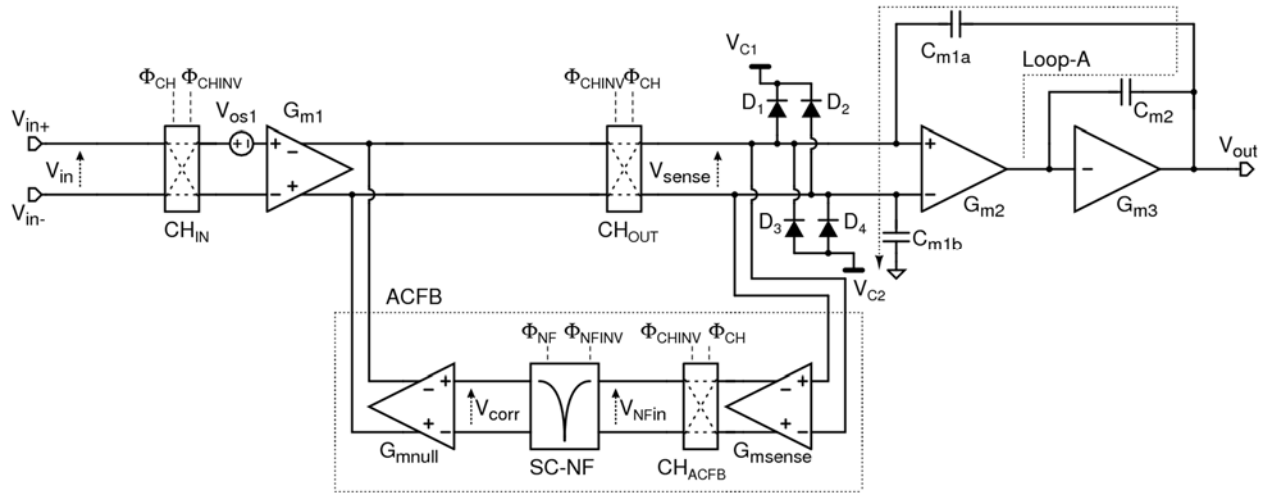 V_C1
C_m1a
Loop-A
Φ_CH Φ_CHINV
Φ_CHINV Φ_CH
D_1 D_2
C_m2
V_os1
G_m1
V_in+
+ -
+ -
+ -
V_in
V_sense
V_out
V_in-
- +
G_m2
G_m3
CH_IN
CH_OUT
D_3 D_4
C_m1b
V_C2
ACFB
Φ_NF Φ_NFINV
Φ_CHINV Φ_CH
- +
- +
V_corr
V_NFin
+ -
+ -
G_mnull
SC-NF
CH_ACFB
G_msense